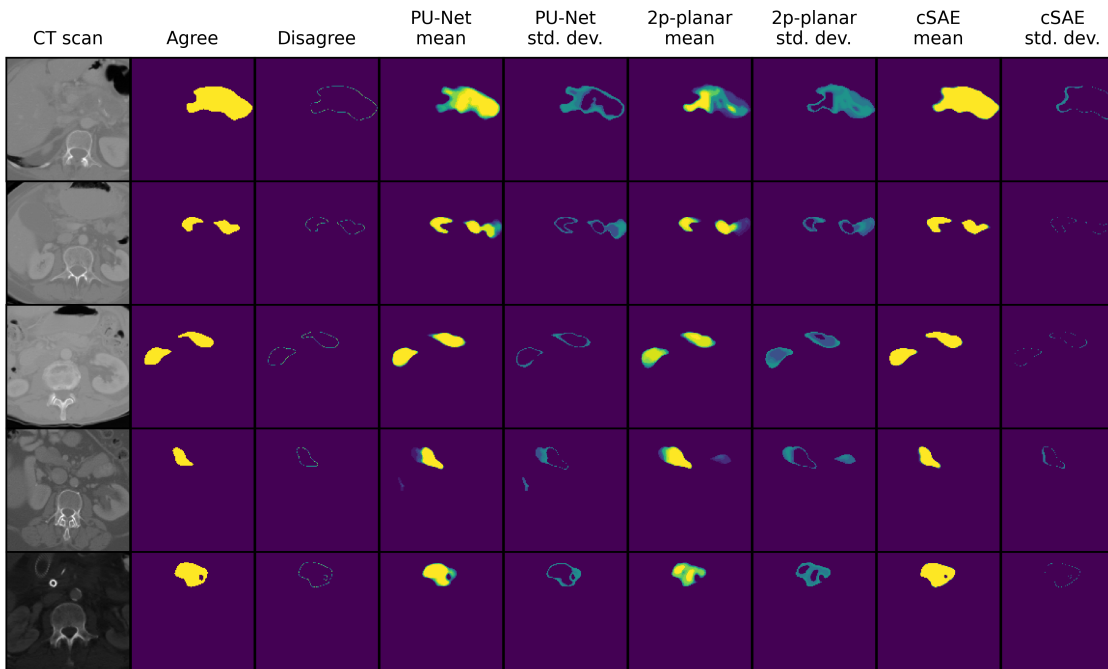 CT scan
Agree
Disagree
PU-Net
mean
PU-Net
std. dev.
2p-planar
mean
2p-planar
std. dev.
cSAE
mean
cSAE
std. dev.